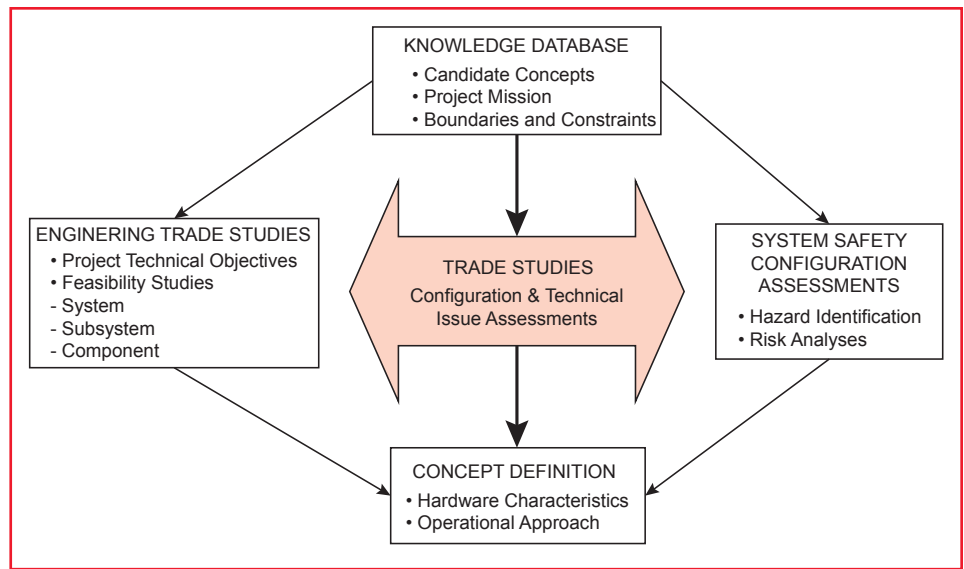 KNOWLEDGE DATABASE
• Candidate Concepts
• Project Mission
• Boundaries and Constraints
ENGINERING TRADE STUDIES
• Project Technical Objectives
• Feasibility Studies
- System
- Subsystem
- Component
TRADE STUDIES
Configuration & Technical
Issue Assessments
SYSTEM SAFETY
CONFIGURATION
ASSESSMENTS
• Hazard Identification
• Risk Analyses
CONCEPT DEFINITION
• Hardware Characteristics
• Operational Approach